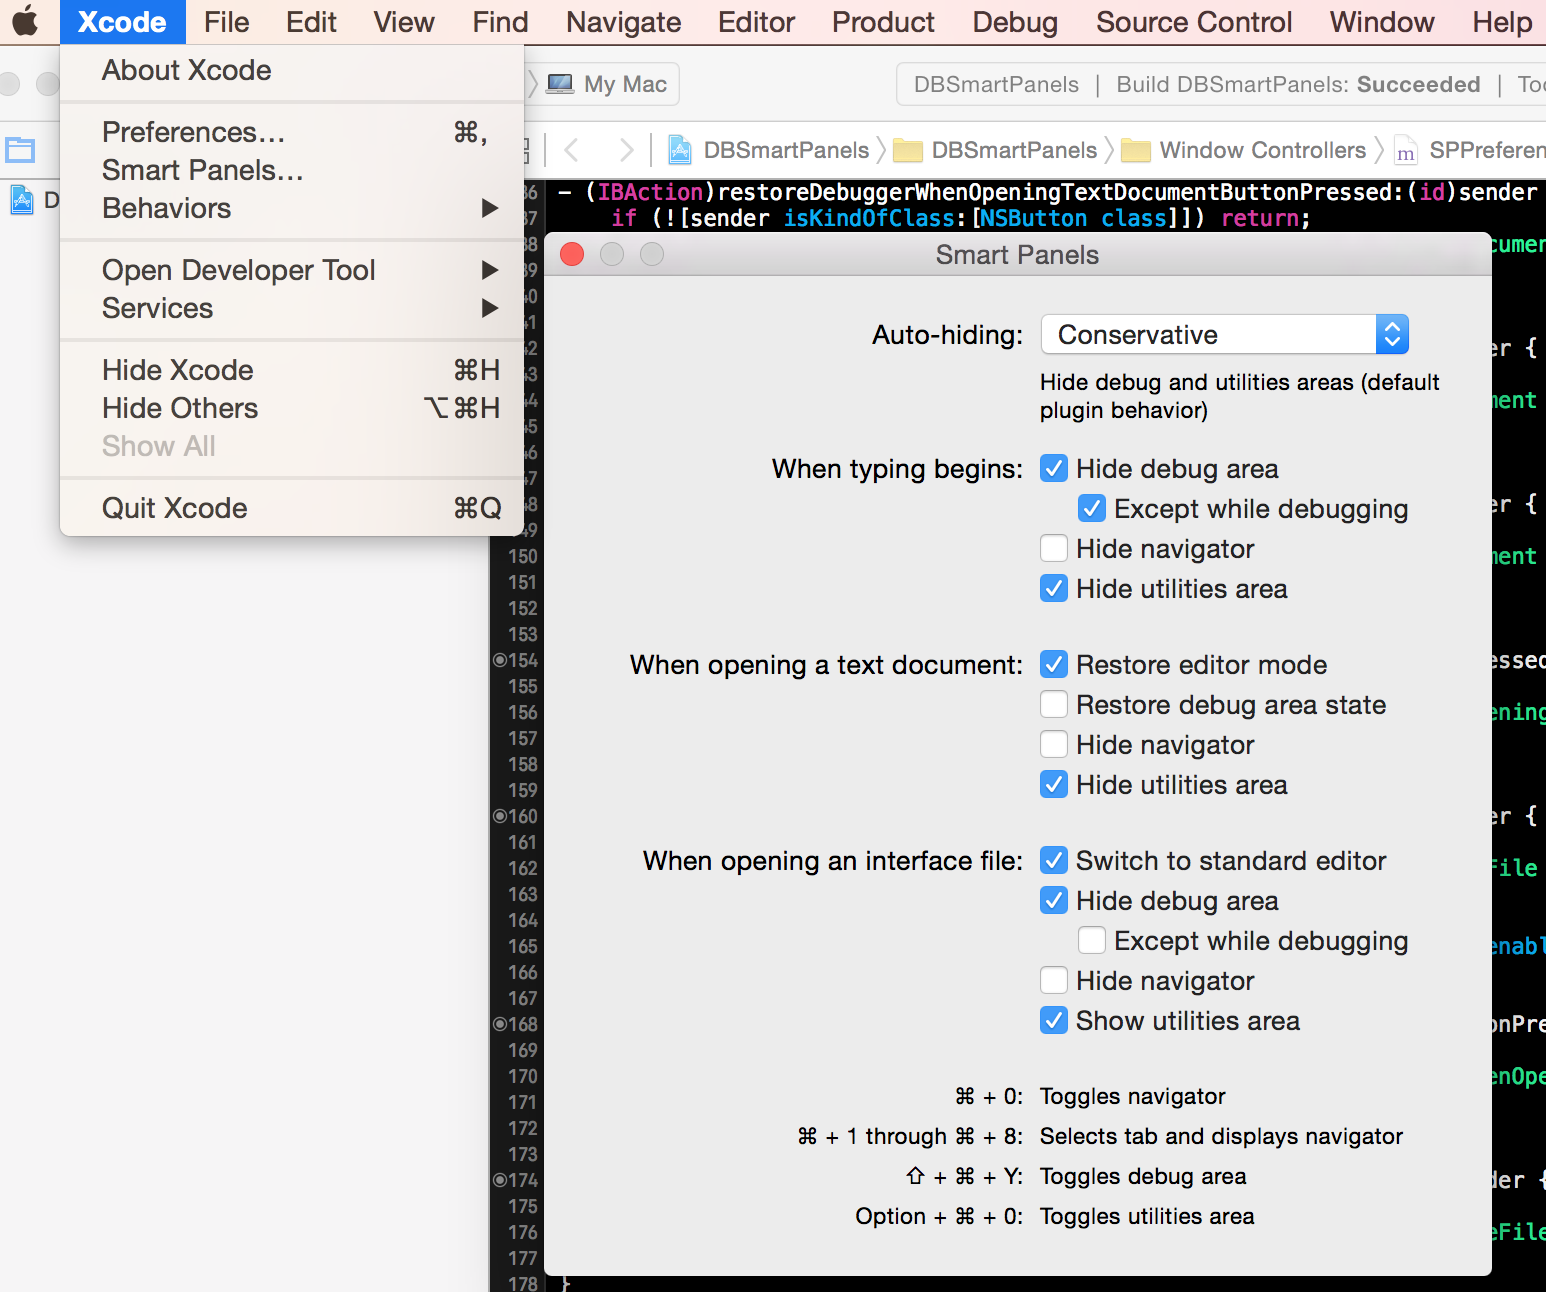 Xcode File Edit View Find Navigate Editor Product Debug Source Control Window Help
About Xcode
Preferences... ⌘,
Smart Panels...
Behaviors ▶
Open Developer Tool ▶
Services ▶
Hide Xcode ⌘H
Hide Others ⌥⌘H
Show All
Quit Xcode ⌘Q
My Mac
DBSmartPanels | Build DBSmartPanels: Succeeded |
DBSmartPanels DBSmartPanels Window Controllers m
- (IBAction)restoreDebuggerWhenOpeningTextDocumentButtonPressed:(id)sender
if (![sender isKindOfClass:[NSButton class]]) return;
Smart Panels
Auto-hiding: Conservative
Hide debug and utilities areas (default
plugin behavior)
When typing begins: Hide debug area
Except while debugging
Hide navigator
Hide utilities area
When opening a text document: Restore editor mode
Restore debug area state
Hide navigator
Hide utilities area
When opening an interface file: Switch to standard editor
Hide debug area
Except while debugging
Hide navigator
Show utilities area
⌘ + 0: Toggles navigator
⌘ + 1 through ⌘ + 8: Selects tab and displays navigator
⇧ + ⌘ + Y: Toggles debug area
Option + ⌘ + 0: Toggles utilities area
150
151
152
153
154
155
156
157
158
159
160
161
162
163
164
165
166
167
168
169
170
171
172
173
174
175
176
177
178 }